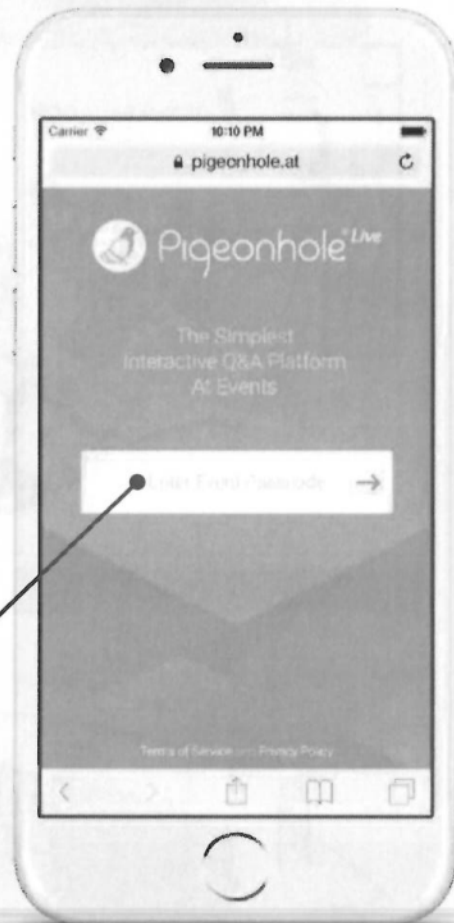 Carrier 10:10 PM
pigeonhole.at
Pigeonhole Live
The Simplest
Interactive Q&A Platform
At Events
Enter Event Passcode
Terms of Service and Privacy Policy